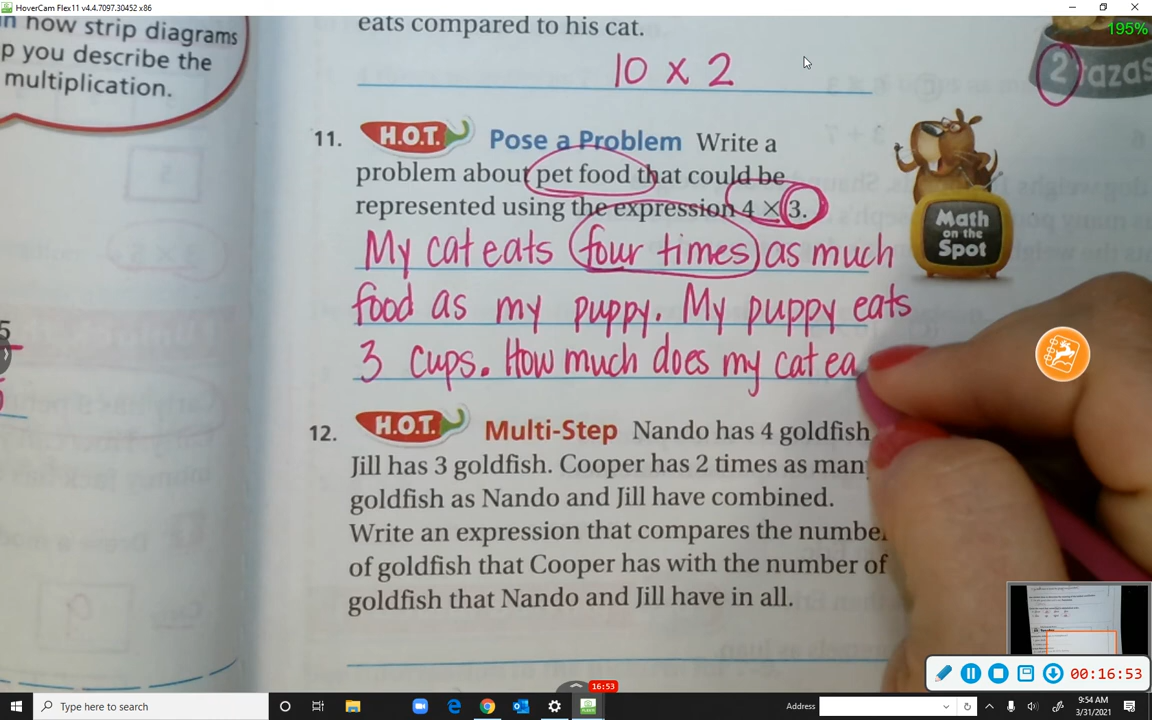 HoverCam Flex11 v4.4.7097.30452 x86
195%
n how strip diagrams
p you describe the
multiplication.
eats compared to his cat.
10 x 2
2 tazas
11. H.O.T. Pose a Problem Write a
problem about pet food that could be
represented using the expression 4 × 3.
My cat eats four times as much
food as my puppy. My puppy eats
3 cups. How much does my cat ea
Math
on the
Spot
12. H.O.T. Multi-Step Nando has 4 goldfish
Jill has 3 goldfish. Cooper has 2 times as man
goldfish as Nando and Jill have combined.
Write an expression that compares the number
of goldfish that Cooper has with the number of
goldfish that Nando and Jill have in all.
5
00:16:53
16:53
Type here to search
Address
9:54 AM
3/31/2021